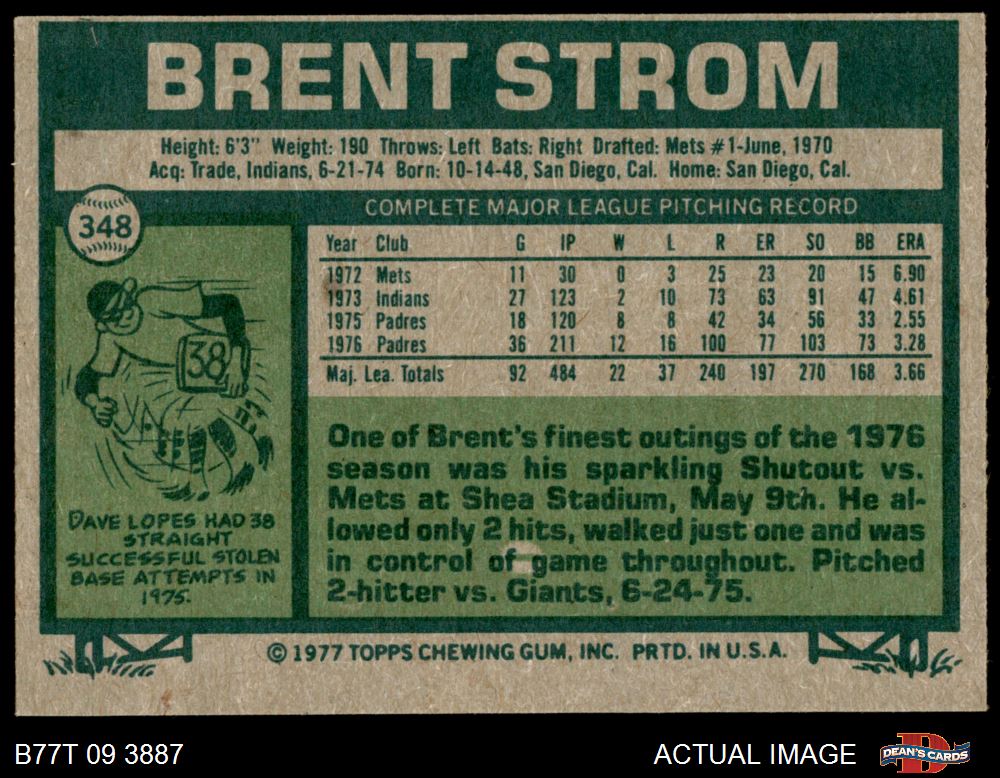 BRENT STROM
Height: 6'3" Weight: 190 Throws: Left Bats: Right Drafted: Mets #1-June, 1970
Acq: Trade, Indians, 6-21-74 Born: 10-14-48, San Diego, Cal. Home: San Diego, Cal.
348
COMPLETE MAJOR LEAGUE PITCHING RECORD
Year Club G IP W L R ER SO BB ERA
1972 Mets 11 30 0 3 25 23 20 15 6.90
1973 Indians 27 123 2 10 73 63 91 47 4.61
1975 Padres 18 120 8 8 42 34 56 33 2.55
1976 Padres 36 211 12 16 100 77 103 73 3.28
Maj. Lea. Totals 92 484 22 37 240 197 270 168 3.66
38
DAVE LOPES HAD 38
STRAIGHT
SUCCESSFUL STOLEN
BASE ATTEMPTS IN
1975.
One of Brent's finest outings of the 1976
season was his sparkling Shutout vs.
Mets at Shea Stadium, May 9th. He al-
lowed only 2 hits, walked just one and was
in control of game throughout. Pitched
2-hitter vs. Giants, 6-24-75.
© 1977 TOPPS CHEWING GUM, INC. PRTD. IN U.S.A.
B77T 09 3887
ACTUAL IMAGE
DEAN'S CARDS